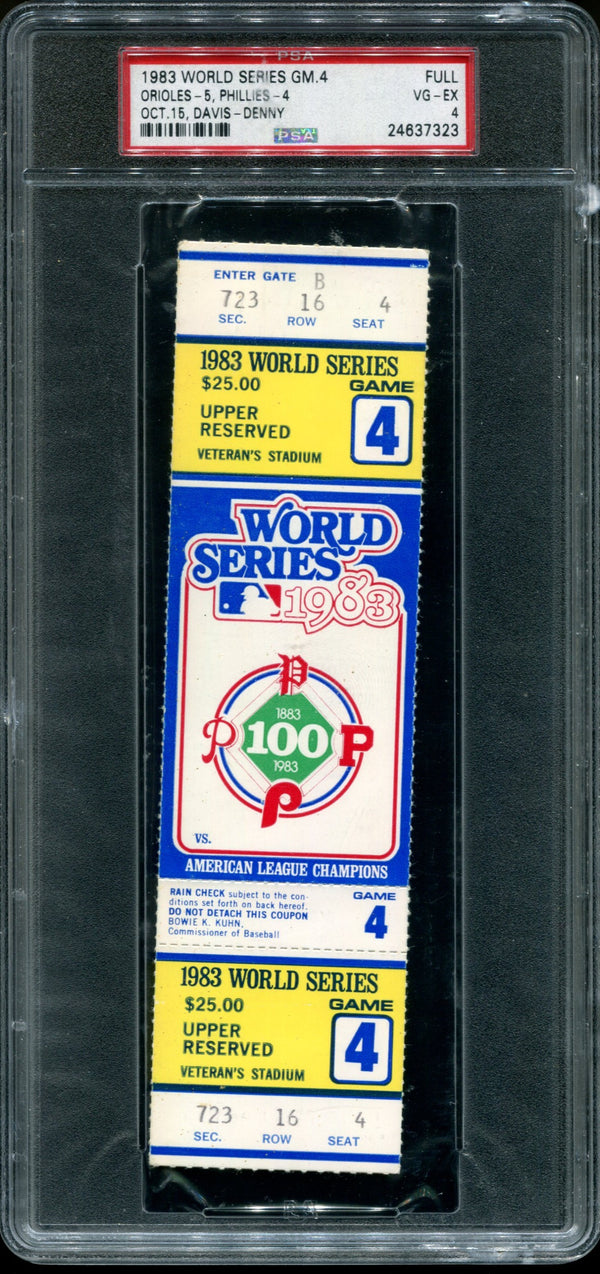 PSA
1983 WORLD SERIES GM.4 FULL
ORIOLES-5, PHILLIES-4 VG-EX
OCT.15, DAVIS-DENNY 4
PSA 24637323
ENTER GATE B
723 16 4
SEC. ROW SEAT
1983 WORLD SERIES
$25.00 GAME
UPPER
RESERVED
4
VETERAN'S STADIUM
WORLD
SERIES
1983
P
1883
P 100 P
1983
P
VS.
AMERICAN LEAGUE CHAMPIONS
RAIN CHECK subject to the con-
ditions set forth on back hereof.
DO NOT DETACH THIS COUPON
BOWIE K. KUHN,
Commissioner of Baseball
GAME
4
1983 WORLD SERIES
$25.00 GAME
UPPER
RESERVED
4
VETERAN'S STADIUM
723 16 4
SEC. ROW SEAT